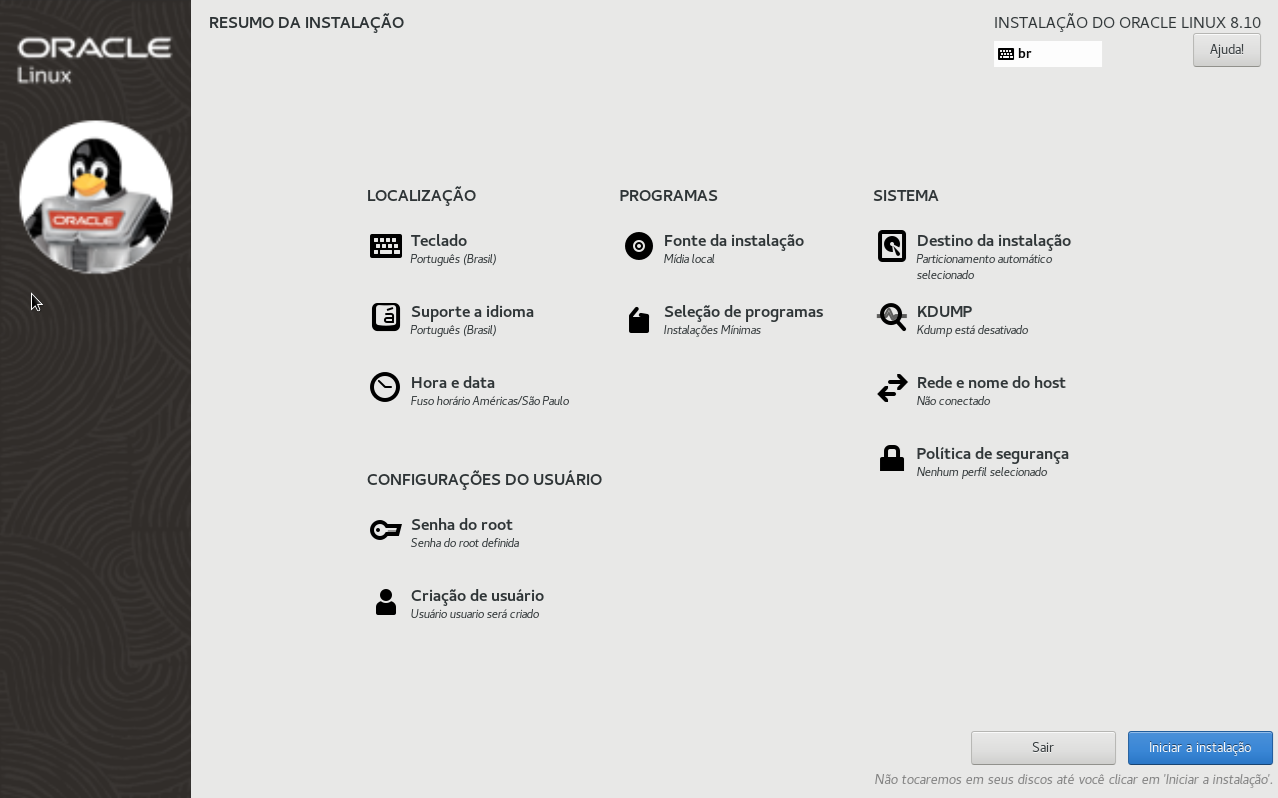 ORACLE
Linux
ORACLE
RESUMO DA INSTALAÇÃO
INSTALAÇÃO DO ORACLE LINUX 8.10
br
Ajuda!
LOCALIZAÇÃO
Teclado
Português (Brasil)
Suporte a idioma
Português (Brasil)
Hora e data
Fuso horário Américas/São Paulo
PROGRAMAS
Fonte da instalação
Mídia local
Seleção de programas
Instalações Mínimas
SISTEMA
Destino da instalação
Particionamento automático
selecionado
KDUMP
Kdump está desativado
Rede e nome do host
Não conectado
Política de segurança
Nenhum perfil selecionado
CONFIGURAÇÕES DO USUÁRIO
Senha do root
Senha do root definida
Criação de usuário
Usuário usuario será criado
Sair
Iniciar a instalação
Não tocaremos em seus discos até você clicar em 'Iniciar a instalação'.